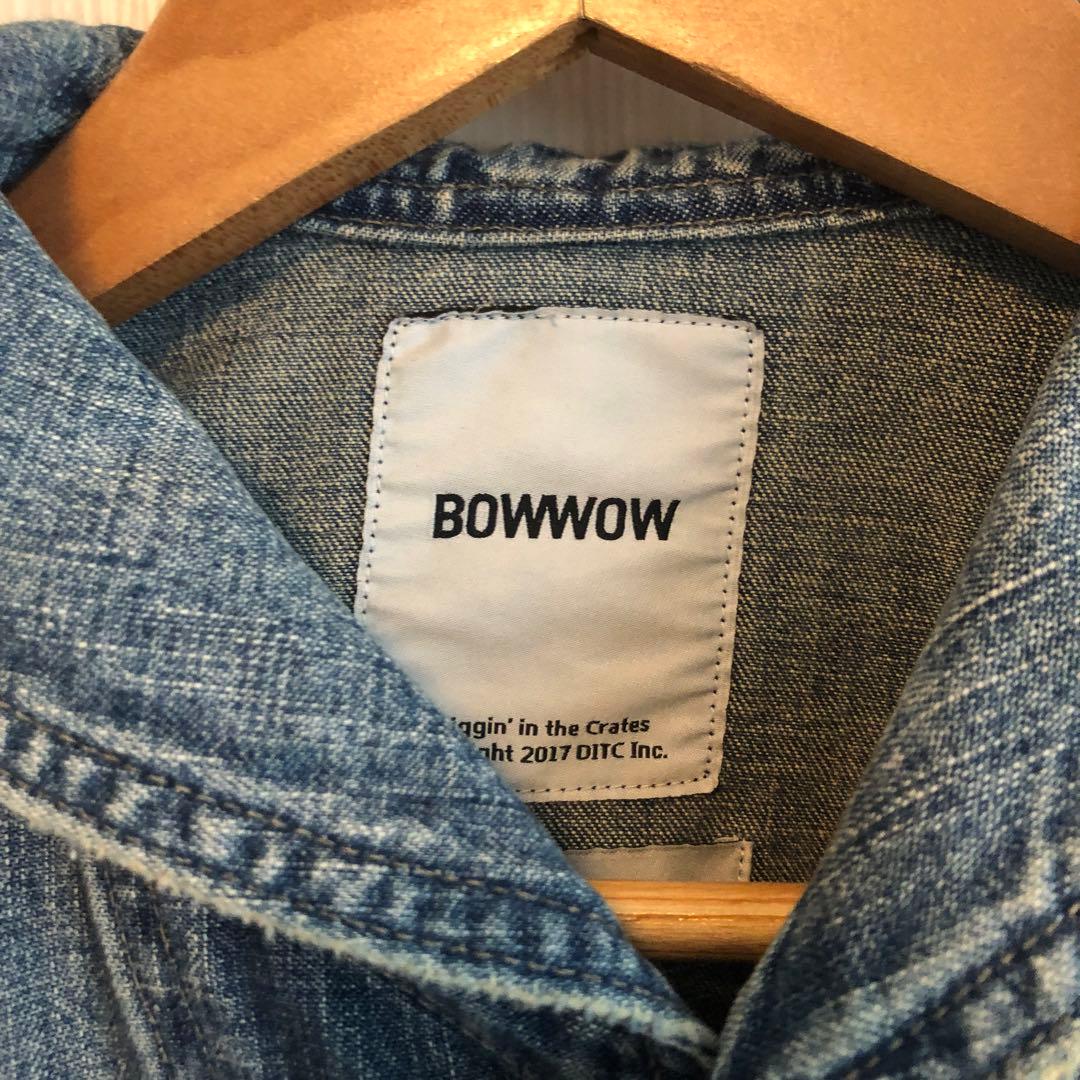 BOWWOW
iggin' in the Crates
ght 2017 DITC Inc.